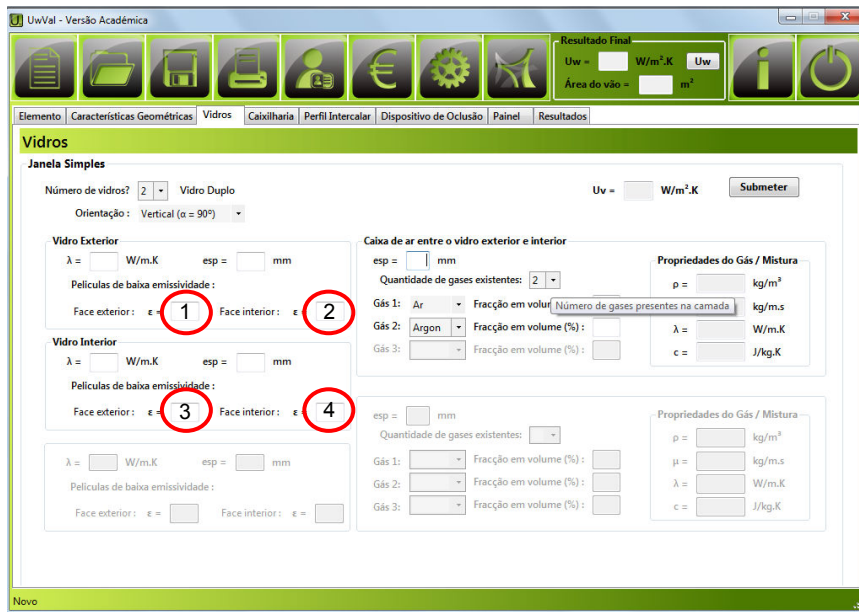 UwVal - Versão Académica
Resultado Final
Uw = W/m².K Uw
Área do vão = m²
Elemento Características Geométricas Vidros Caixilharia Perfil Intercalar Dispositivo de Oclusão Painel Resultados
Vidros
Janela Simples
Número de vidros? 2 Vidro Duplo
Uv = W/m².K Submeter
Orientação : Vertical (α = 90º)
Vidro Exterior
λ = W/m.K esp = mm
Películas de baixa emissividade :
Face exterior : ε = 1 Face interior : ε = 2
Vidro Interior
λ = W/m.K esp = mm
Películas de baixa emissividade :
Face exterior : ε = 3 Face interior : ε = 4
λ = W/m.K esp = mm
Películas de baixa emissividade :
Face exterior : ε = Face interior : ε =
Caixa de ar entre o vidro exterior e interior
esp = mm
Quantidade de gases existentes: 2
Gás 1: Ar Fracção em volu
Número de gases presentes na camada
Gás 2: Argon Fracção em volume (%) :
Gás 3: Fracção em volume (%) :
Propriedades do Gás / Mistura
ρ = kg/m³
kg/m.s
λ = W/m.K
c = J/kg.K
esp = mm
Quantidade de gases existentes:
Gás 1: Fracção em volume (%) :
Gás 2: Fracção em volume (%) :
Gás 3: Fracção em volume (%) :
Propriedades do Gás / Mistura
ρ = kg/m³
μ = kg/m.s
λ = W/m.K
c = J/kg.K
Novo